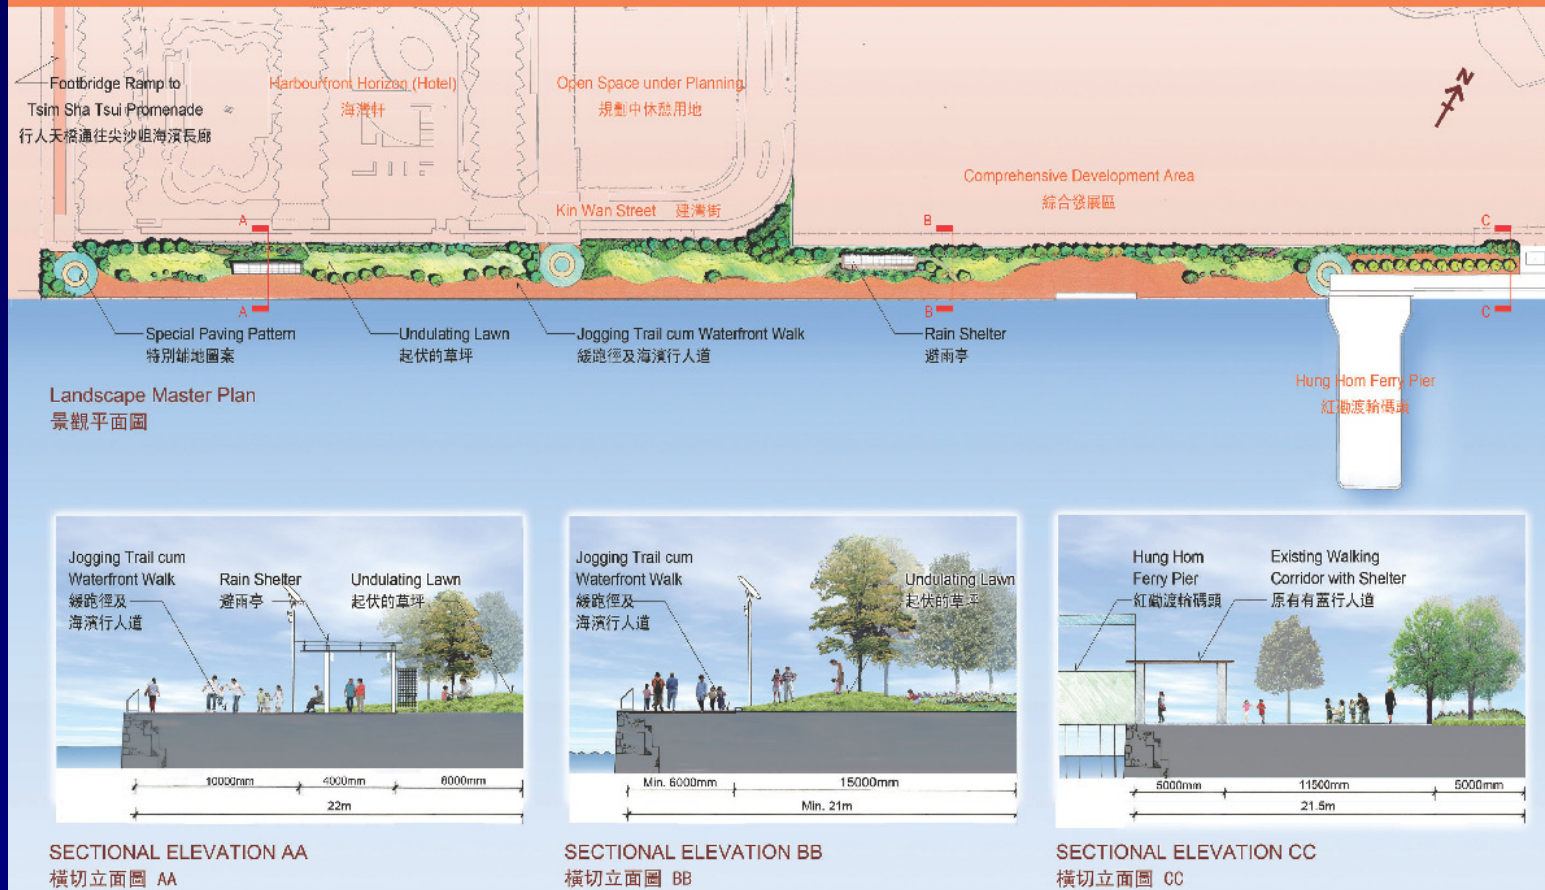 Footbridge Ramp to
Tsim Sha Tsui Promenade
行人天橋通往尖沙咀海濱長廊
Harbourfront Horizon (Hotel)
海灣軒
Open Space under Planning
規劃中休憩用地
N
Comprehensive Development Area
綜合發展區
Kin Wan Street 建灣街
A
B
C
A
B
C
Special Paving Pattern
特別鋪地圖案
Undulating Lawn
起伏的草坪
Jogging Trail cum Waterfront Walk
緩跑徑及海濱行人道
Rain Shelter
避雨亭
Landscape Master Plan
景觀平面圖
Hung Hom Ferry Pier
紅磡渡輪碼頭
Jogging Trail cum
Waterfront Walk
緩跑徑及
海濱行人道
Rain Shelter
避雨亭
Undulating Lawn
起伏的草坪
10000mm
4000mm
8000mm
22m
SECTIONAL ELEVATION AA
橫切立面圖 AA
Jogging Trail cum
Waterfront Walk
緩跑徑及
海濱行人道
Undulating Lawn
起伏的草坪
Min. 6000mm
15000mm
Min. 21m
SECTIONAL ELEVATION BB
橫切立面圖 BB
Hung Hom
Ferry Pier
紅磡渡輪碼頭
Existing Walking
Corridor with Shelter
原有有蓋行人道
5000mm
11500mm
5000mm
21.5m
SECTIONAL ELEVATION CC
橫切立面圖 CC